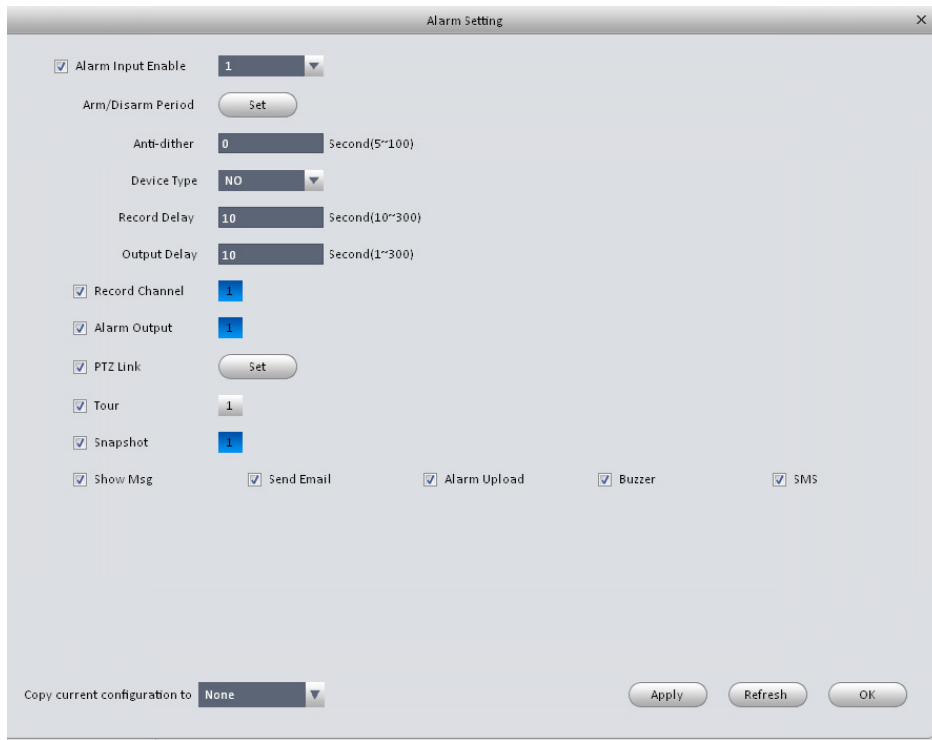 Alarm Setting
Alarm Input Enable 1
Arm/Disarm Period Set
Anti-dither 0 Second(5~100)
Device Type NO
Record Delay 10 Second(10~300)
Output Delay 10 Second(1~300)
Record Channel 1
Alarm Output 1
PTZ Link Set
Tour 1
Snapshot 1
Show Msg Send Email Alarm Upload Buzzer SMS
Copy current configuration to None Apply Refresh OK